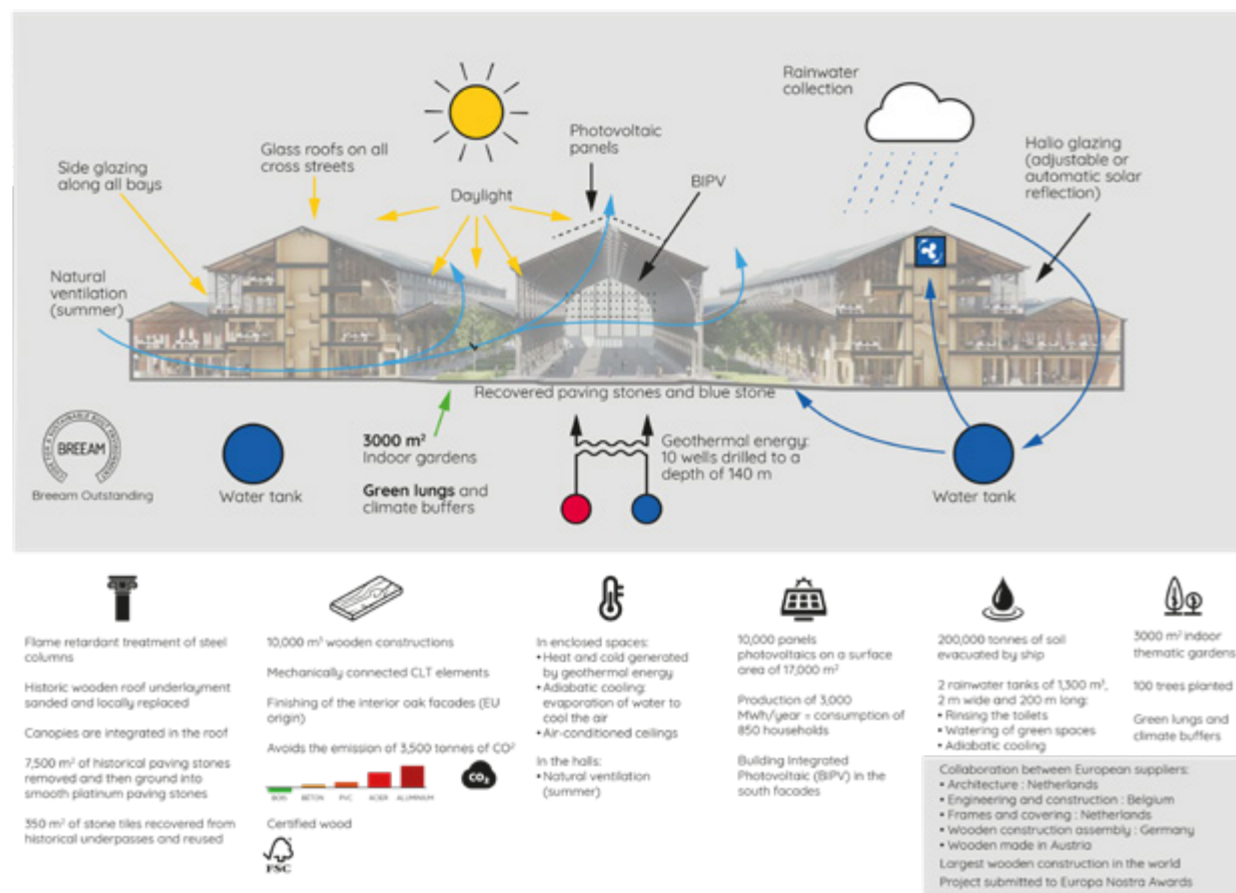 Rainwater
collection
Photovoltaic
panels
Glass roofs on all
cross streets
Halio glazing
(adjustable or
automatic solar
reflection)
Side glazing
along all bays
BIPV
Daylight
Natural
ventilation
(summer)
Recovered paving stones and blue stone
BREEAM
Breeam Outstanding
Water tank
3000 m²
Indoor gardens
Green lungs and
climate buffers
Geothermal energy:
10 wells drilled to a
depth of 140 m
Water tank
Flame retardant treatment of steel
columns
Historic wooden roof underlayment
sanded and locally replaced
Canopies are integrated in the roof
7,500 m² of historical paving stones
removed and then ground into
smooth platinum paving stones
350 m² of stone tiles recovered from
historical underpasses and reused
10,000 m³ wooden constructions
Mechanically connected CLT elements
Finishing of the interior oak facades (EU
origin)
Avoids the emission of 3,500 tonnes of CO²
BOIS BETON PVC ACIER ALUMINIUM
CO₂
Certified wood
FSC
In enclosed spaces:
• Heat and cold generated
by geothermal energy
• Adiabatic cooling:
evaporation of water to
cool the air
• Air-conditioned ceilings
In the halls:
• Natural ventilation
(summer)
10,000 panels
photovoltaics on a surface
area of 17,000 m²
Production of 3,000
MWh/year = consumption of
850 households
Building Integrated
Photovoltaic (BIPV) in the
south facades
200,000 tonnes of soil
evacuated by ship
2 rainwater tanks of 1,300 m³,
2 m wide and 200 m long:
• Rinsing the toilets
• Watering of green spaces
• Adiabatic cooling
3000 m² indoor
thematic gardens
100 trees planted
Green lungs and
climate buffers
Collaboration between European suppliers:
• Architecture : Netherlands
• Engineering and construction : Belgium
• Frames and covering : Netherlands
• Wooden construction assembly : Germany
• Wooden made in Austria
Largest wooden construction in the world
Project submitted to Europa Nostra Awards